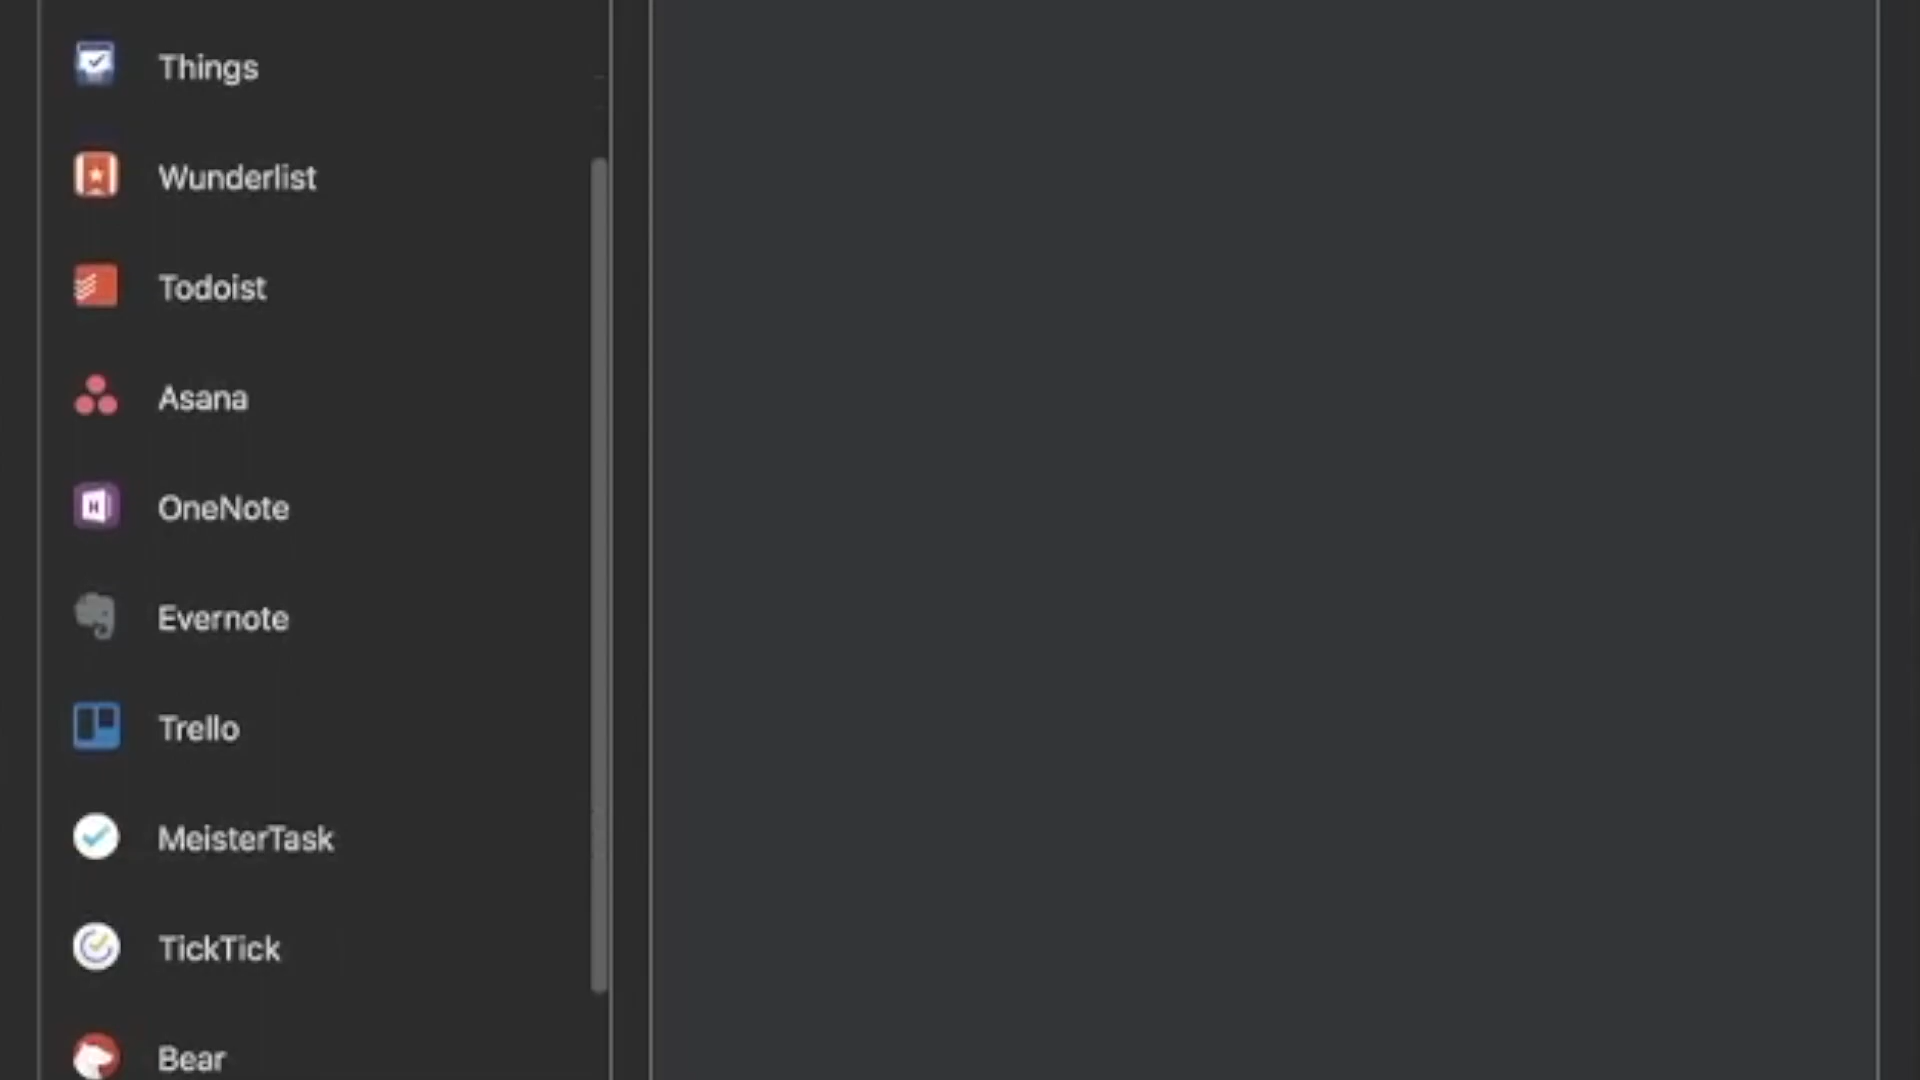 Things
Wunderlist
Todoist
Asana
OneNote
Evernote
Trello
MeisterTask
TickTick
Bear